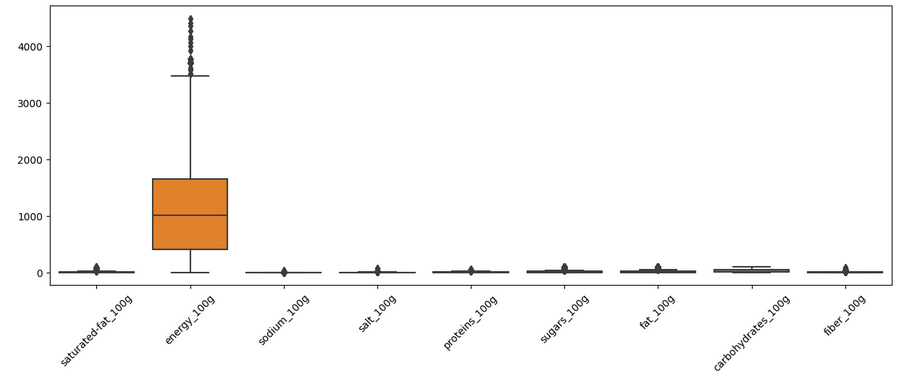 4000
3000
2000
1000
0
saturated-fat_100g
energy_100g
sodium_100g
salt_100g
proteins_100g
sugars_100g
fat_100g
carbohydrates_100g
fiber_100g